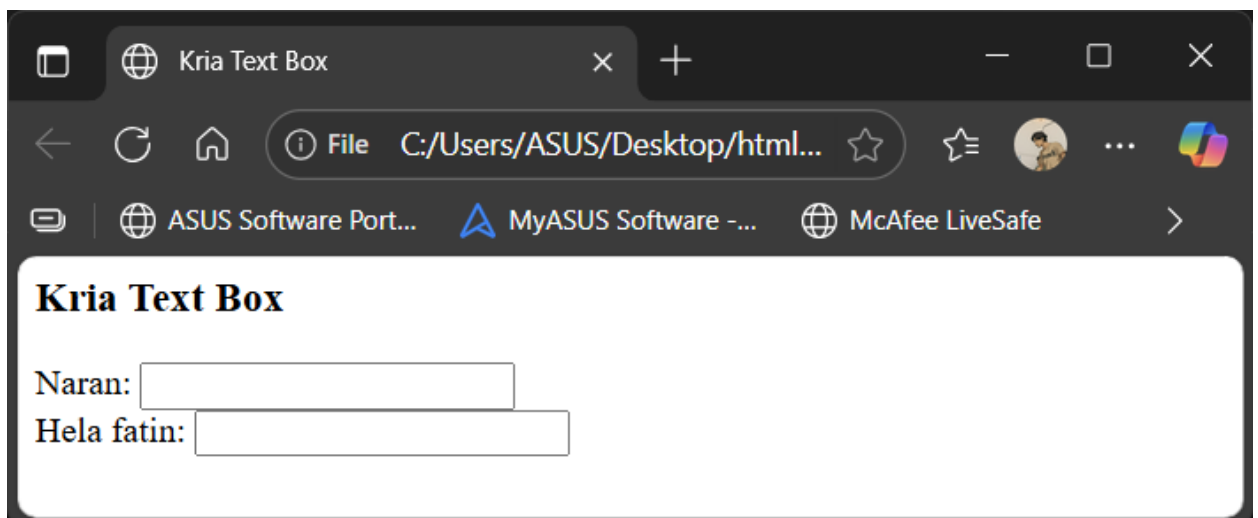 Kria Text Box
File C:/Users/ASUS/Desktop/html...
ASUS Software Port... MyASUS Software -... McAfee LiveSafe
Kria Text Box
Naran:
Hela fatin: